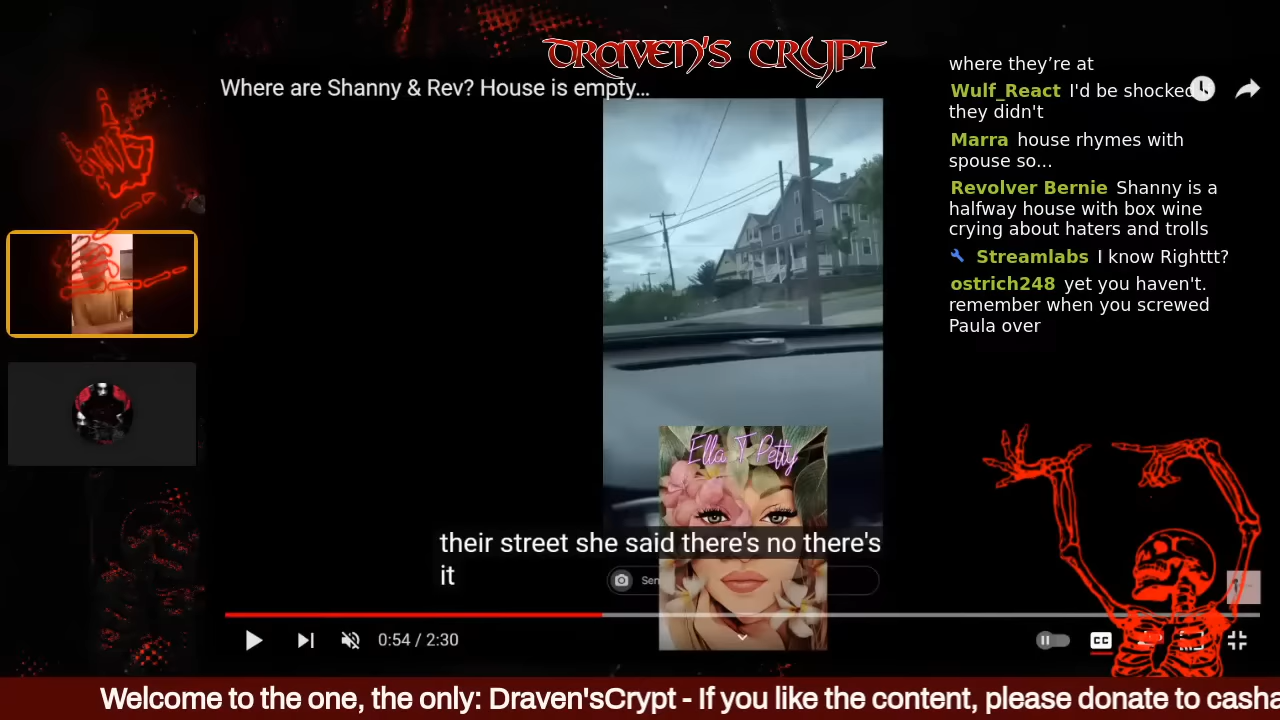 DRAVEN'S CRYPT
Where are Shanny & Rev? House is empty...
where they’re at
Wulf_React I'd be shocked
they didn't
Marra house rhymes with
spouse so...
Revolver Bernie Shanny is a
halfway house with box wine
crying about haters and trolls
Streamlabs I know Righttt?
ostrich248 yet you haven't.
remember when you screwed
Paula over
Ella T Petty
their street she said there's no there's
it
Sen
0:54 / 2:30
CC
Welcome to the one, the only: Draven'sCrypt - If you like the content, please donate to casha